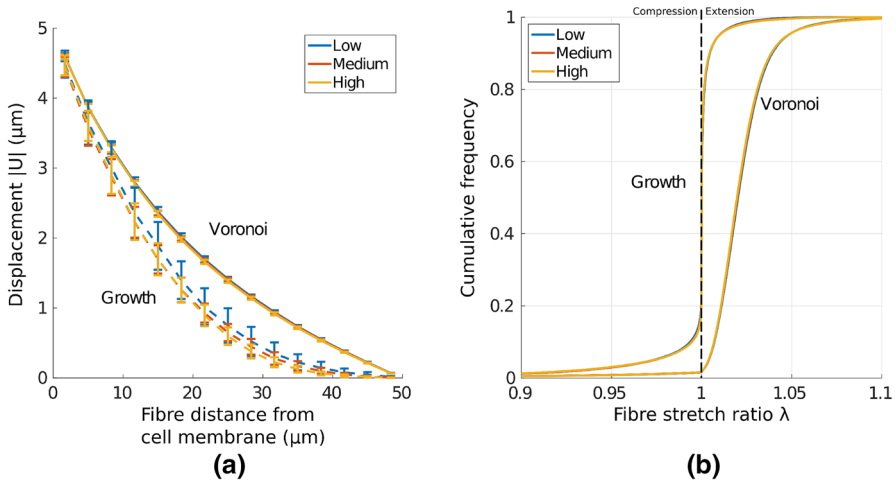 5
4
3
2
1
0
Displacement |U| (μm)
Low
Medium
High
Voronoi
Growth
0 10 20 30 40 50
Fibre distance from
cell membrane (μm)
(a)
Compression Extension
1
0.8
0.6
0.4
0.2
0
Cumulative frequency
Low
Medium
High
Voronoi
Growth
0.9 0.95 1 1.05 1.1
Fibre stretch ratio λ
(b)